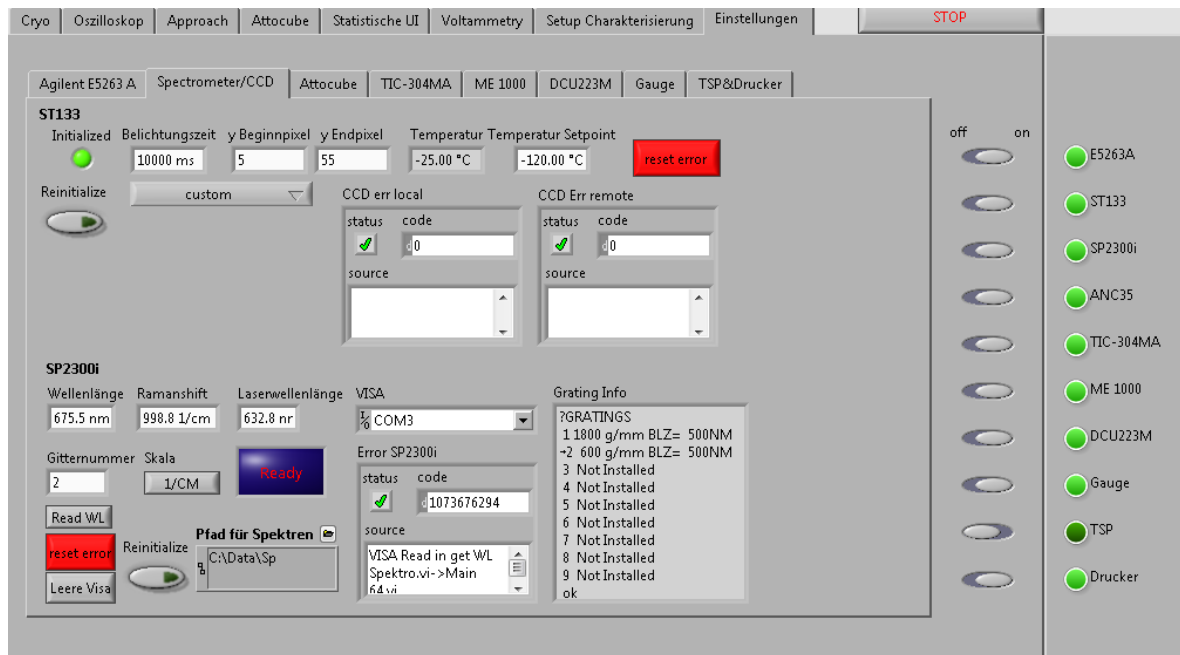 Cryo Oszilloskop Approach Attocube Statistische UI Voltammetry Setup Charakterisierung Einstellungen STOP
Agilent E5263 A Spectrometer/CCD Attocube TIC-304MA ME 1000 DCU223M Gauge TSP&Drucker
ST133
Initialized Belichtungszeit y Beginnpixel y Endpixel Temperatur Temperatur Setpoint
10000 ms 5 55 -25.00 °C -120.00 °C reset error
Reinitialize custom
CCD err local CCD Err remote
status code status code
d 0 d 0
source source
SP2300i
Wellenlänge Ramanshift Laserwellenlänge VISA Grating Info
675.5 nm 998.8 1/cm 632.8 nr COM3
Gitternummer Skala Error SP2300i
2 1/CM Ready status code
1073676294
Read WL source
reset error Reinitialize Pfad für Spektren
C:\Data\Sp
Leere Visa
VISA Read in get WL
Spektro.vi->Main
64.vi
?GRATINGS
1 1800 g/mm BLZ= 500NM
→2 600 g/mm BLZ= 500NM
3 Not Installed
4 Not Installed
5 Not Installed
6 Not Installed
7 Not Installed
8 Not Installed
9 Not Installed
ok
off on
E5263A
ST133
SP2300i
ANC35
TIC-304MA
ME 1000
DCU223M
Gauge
TSP
Drucker